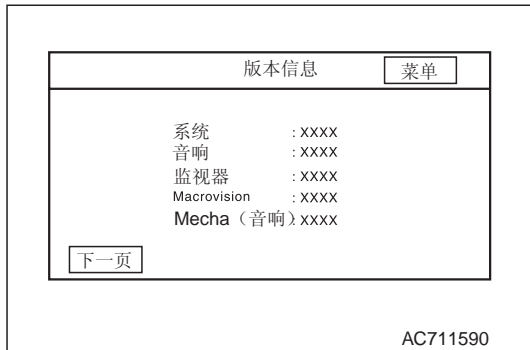 版本信息 菜单
系统 : XXXX
音响 : XXXX
监视器 : XXXX
Macrovision : XXXX
Mecha（音响）: XXXX
下一页
AC711590